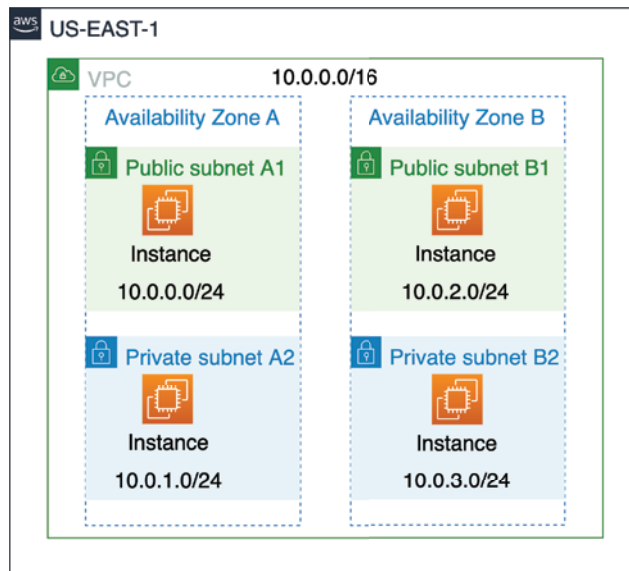 aws
US-EAST-1
VPC
10.0.0.0/16
Availability Zone A
Public subnet A1
Instance
10.0.0.0/24
Private subnet A2
Instance
10.0.1.0/24
Availability Zone B
Public subnet B1
Instance
10.0.2.0/24
Private subnet B2
Instance
10.0.3.0/24